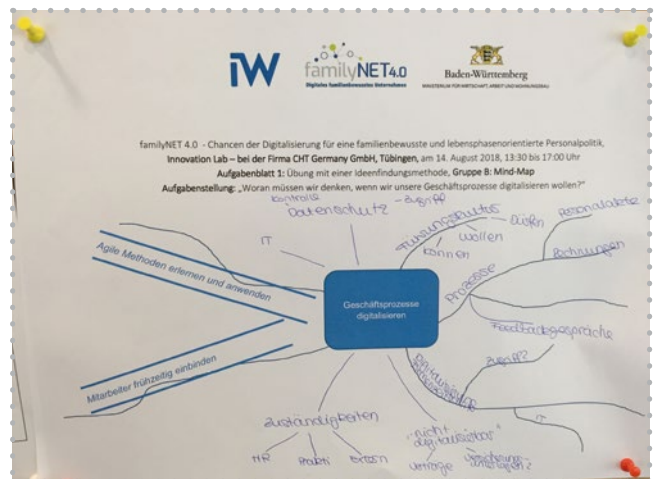 iW
familyNET4.0
Digitales familienbewusstes Unternehmen
Baden-Württemberg
MINISTERIUM FÜR WIRTSCHAFT, ARBEIT UND WOHNUNGSBAU
familyNET 4.0 - Chancen der Digitalisierung für eine familienbewusste und lebensphasenorientierte Personalpolitik,
Innovation Lab – bei der Firma CHT Germany GmbH, Tübingen, am 14. August 2018, 13:30 bis 17:00 Uhr
Aufgabenblatt 1: Übung mit einer Ideenfindungsmethode, Gruppe B: Mind-Map
Aufgabenstellung: „Woran müssen wir denken, wenn wir unsere Geschäftsprozesse digitalisieren wollen?“
Kontrolle
Datenschutz - Zugriff
IT
Führungskultur
Dürfen
wollen
können
Personalakte
Rechnungen
Prozesse
Feedbackgespräche
Agile Methoden erlernen und anwenden
Geschäftsprozesse
digitalisieren
Mitarbeiter frühzeitig einbinden
Zugriff?
IT
Zuständigkeiten
HR
Extern
"nicht
digitalisierbar"
Verträge